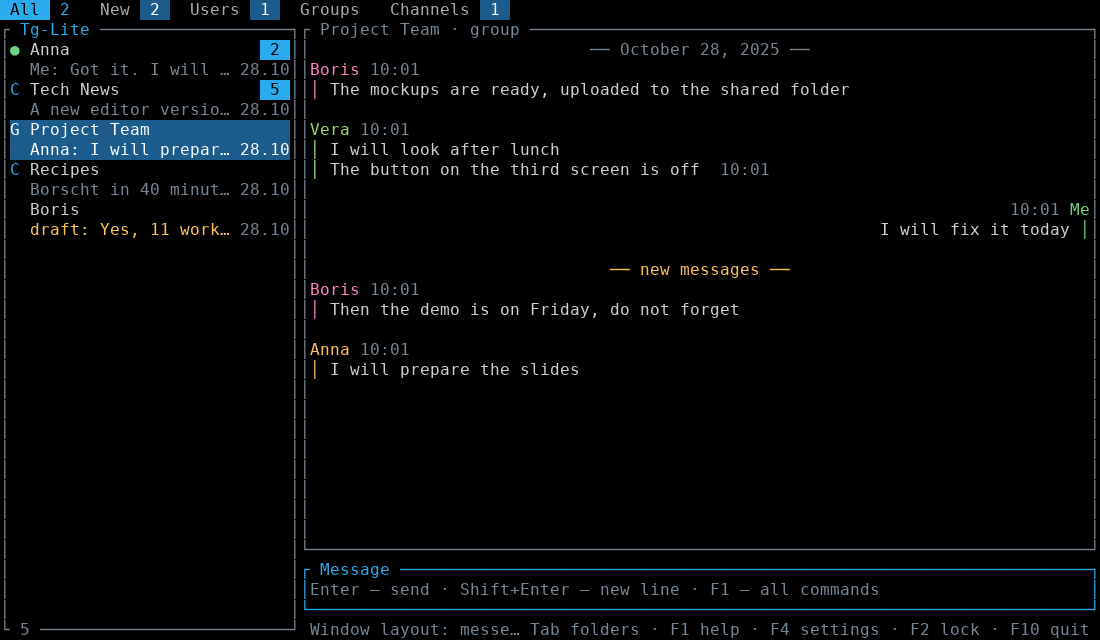 All 2 New 2 Users 1 Groups Channels 1
Tg-Lite
● Anna 2
Me: Got it. I will … 28.10
C Tech News 5
A new editor versio… 28.10
G Project Team
Anna: I will prepar… 28.10
C Recipes
Borscht in 40 minut… 28.10
Boris
draft: Yes, 11 work… 28.10
5
Project Team · group
── October 28, 2025 ──
Boris 10:01
The mockups are ready, uploaded to the shared folder
Vera 10:01
I will look after lunch
The button on the third screen is off 10:01
10:01 Me
I will fix it today
── new messages ──
Boris 10:01
Then the demo is on Friday, do not forget
Anna 10:01
I will prepare the slides
Message
Enter — send · Shift+Enter — new line · F1 — all commands
Window layout: messe… Tab folders · F1 help · F4 settings · F2 lock · F10 quit